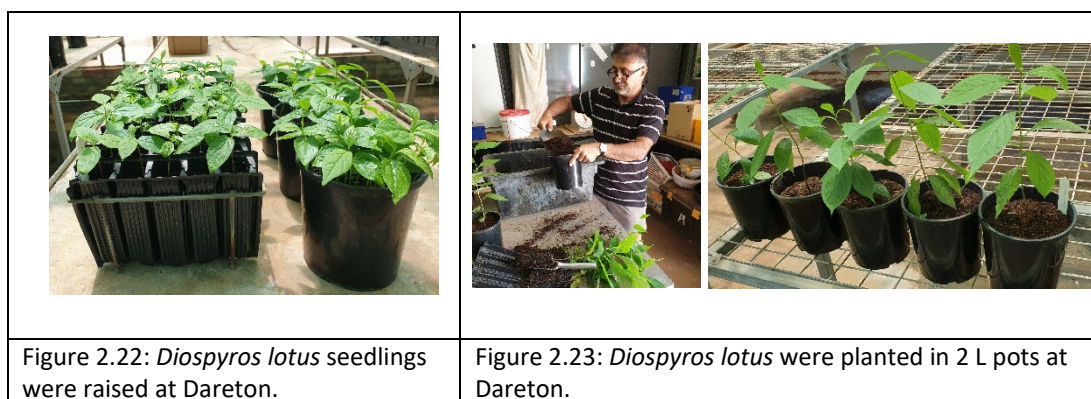 Figure 2.22: Diospyros lotus seedlings
were raised at Dareton.
Figure 2.23: Diospyros lotus were planted in 2 L pots at
Dareton.